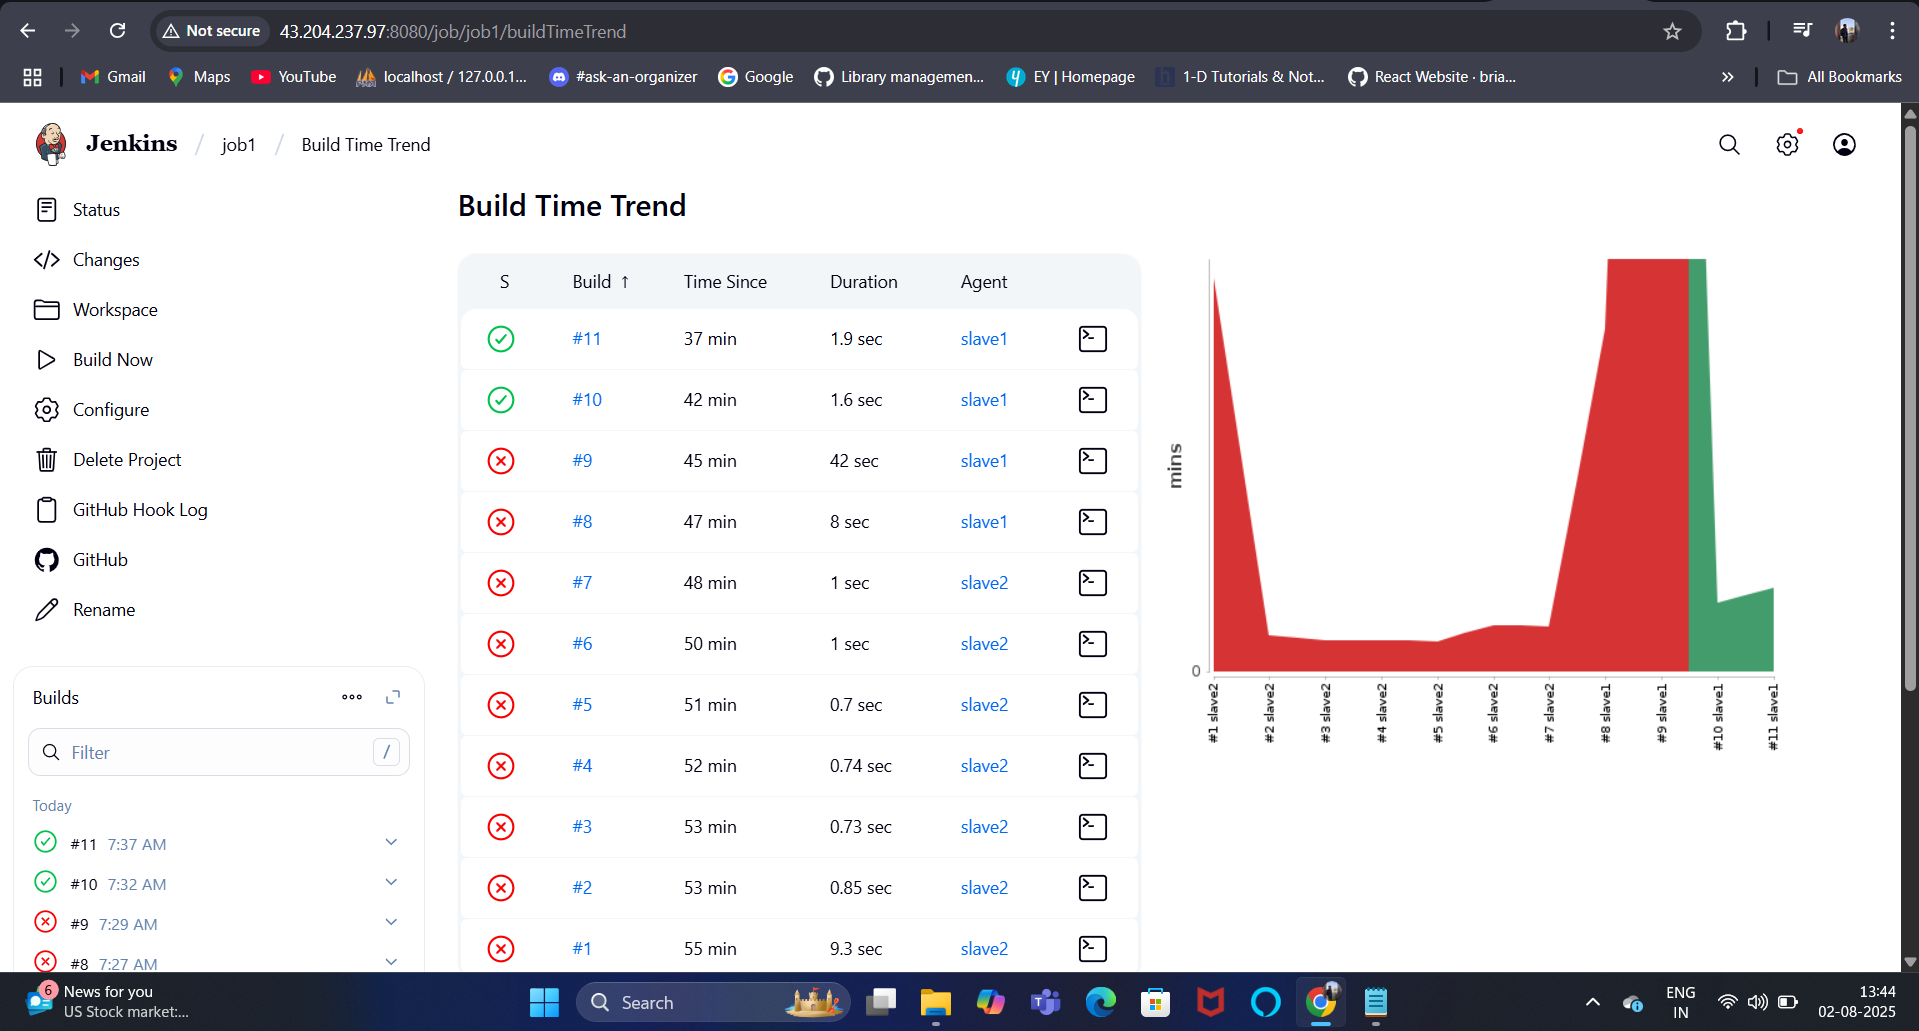 Not secure 43.204.237.97:8080/job/job1/buildTimeTrend
Gmail Maps YouTube localhost / 127.0.0.1... #ask-an-organizer Google Library managemen... EY | Homepage 1-D Tutorials & Not... React Website · bria... » All Bookmarks
Jenkins / job1 / Build Time Trend
Status
Changes
Workspace
Build Now
Configure
Delete Project
GitHub Hook Log
GitHub
Rename
Builds
Filter /
Today
#11 7:37 AM
#10 7:32 AM
#9 7:29 AM
#8 7:27 AM
Build Time Trend
S Build ↑ Time Since Duration Agent
#11 37 min 1.9 sec slave1
#10 42 min 1.6 sec slave1
#9 45 min 42 sec slave1
#8 47 min 8 sec slave1
#7 48 min 1 sec slave2
#6 50 min 1 sec slave2
#5 51 min 0.7 sec slave2
#4 52 min 0.74 sec slave2
#3 53 min 0.73 sec slave2
#2 53 min 0.85 sec slave2
#1 55 min 9.3 sec slave2
mins
0
#1 slave2
#2 slave2
#3 slave2
#4 slave2
#5 slave2
#6 slave2
#7 slave2
#8 slave1
#9 slave1
#10 slave1
#11 slave1
6
News for you
US Stock market:...
Search
ENG
IN
13:44
02-08-2025